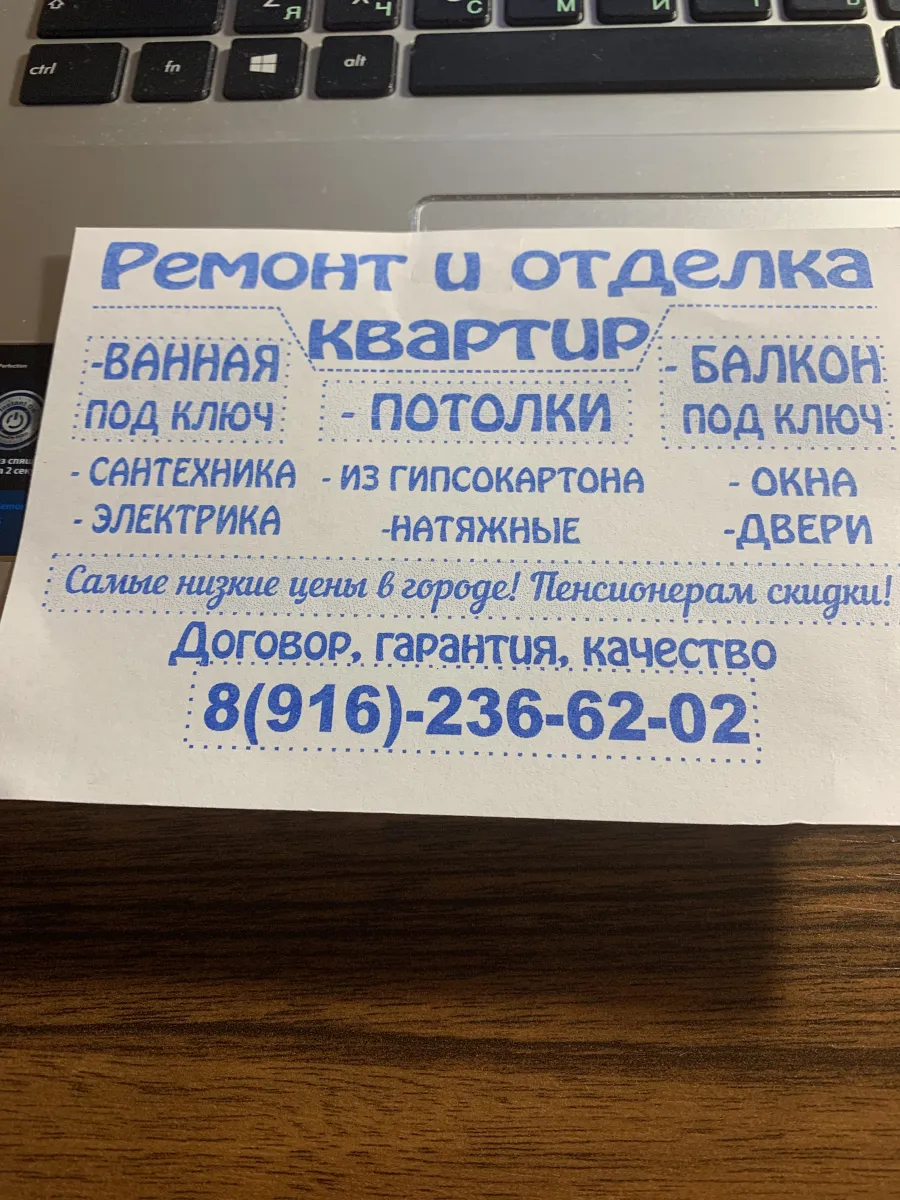 Я
Ч
С
М
И
ctrl
fn
alt
Ремонт и отделка
квартир
-ВАННАЯ
ПОД КЛЮЧ
- САНТЕХНИКА
- ЭЛЕКТРИКА
- ПОТОЛКИ
- ИЗ ГИПСОКАРТОНА
-НАТЯЖНЫЕ
- БАЛКОН
ПОД КЛЮЧ
- ОКНА
-ДВЕРИ
Самые низкие цены в городе! Пенсионерам скидки!
Договор, гарантия, качество
8(916)-236-62-02